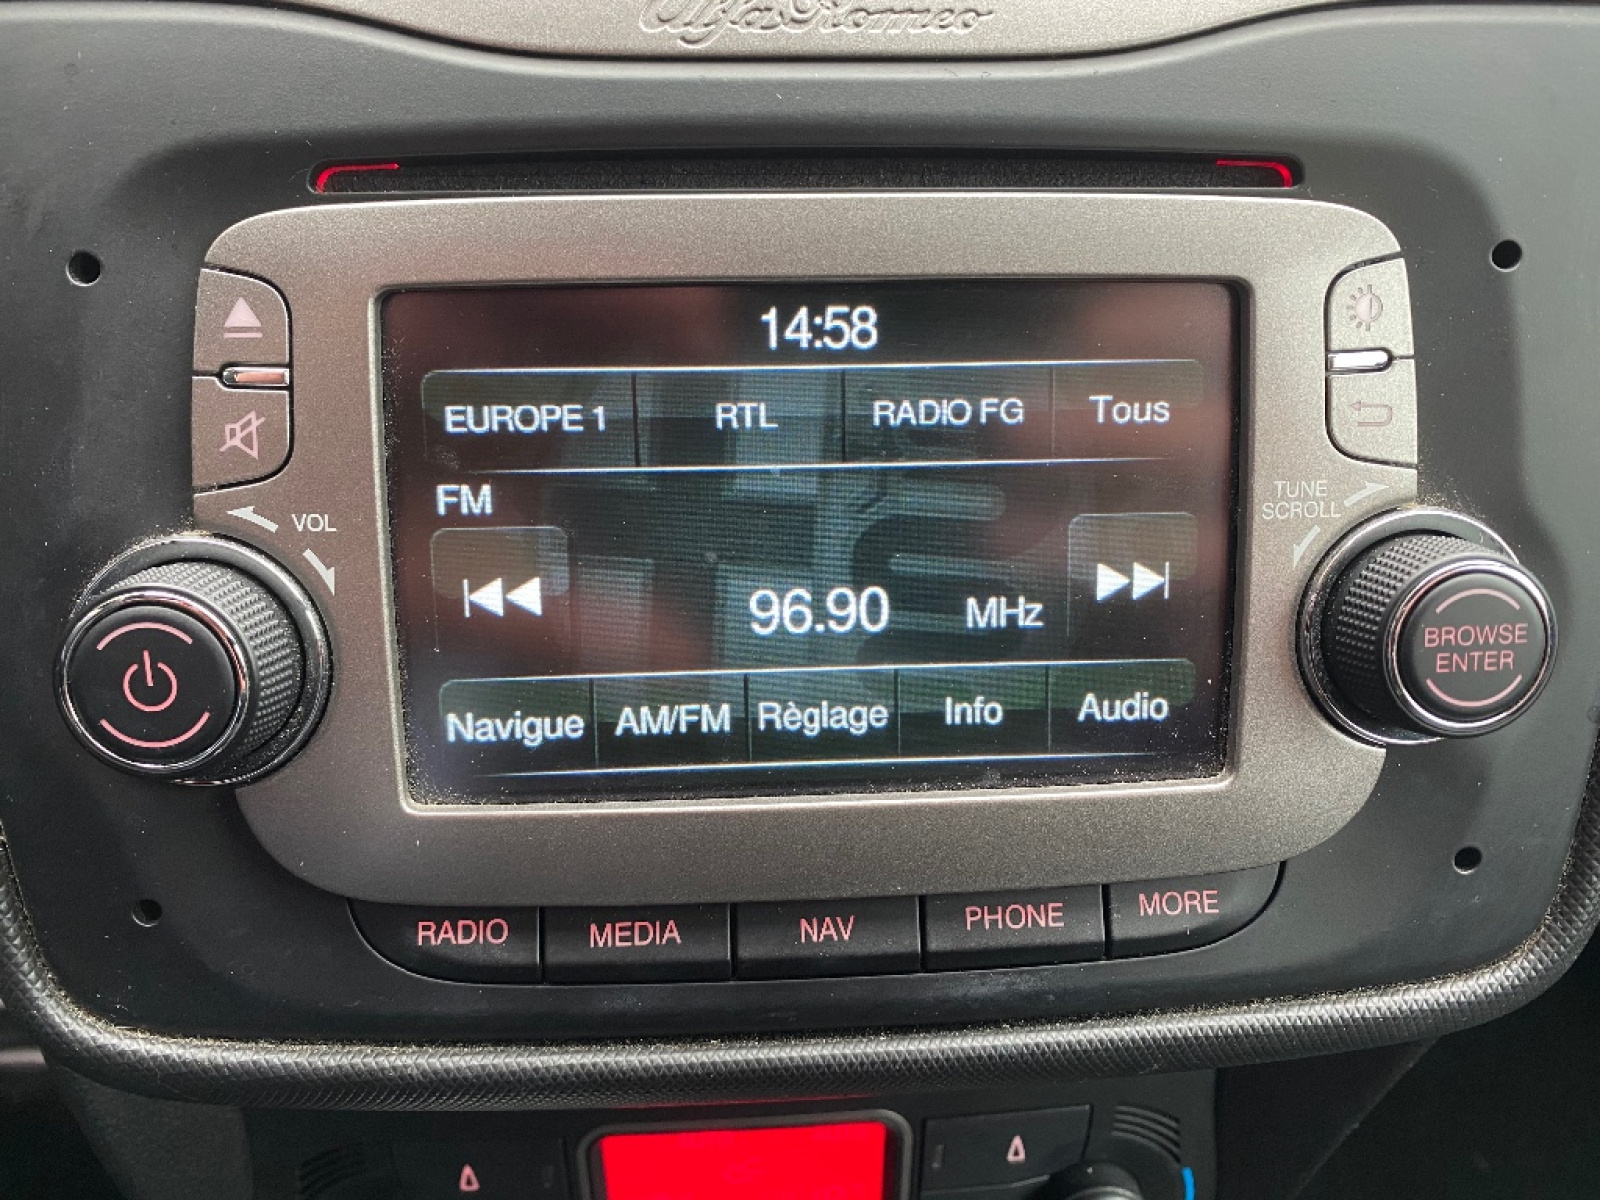 Alfa Romeo
14:58
EUROPE 1 RTL RADIO FG Tous
FM
VOL
TUNE
SCROLL
96.90 MHz
BROWSE
ENTER
Navigue AM/FM Règlage Info Audio
RADIO MEDIA NAV PHONE MORE